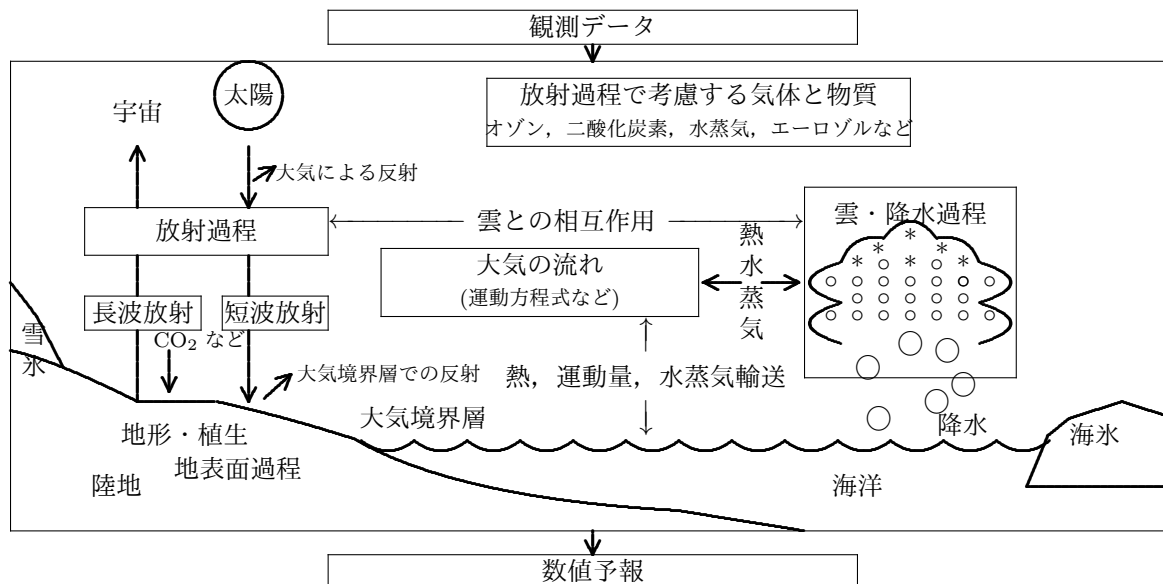 観測データ
太陽
宇宙
放射過程で考慮する気体と物質
オゾン，二酸化炭素，水蒸気，エーロゾルなど
大気による反射
放射過程
雲との相互作用
雲・降水過程
大気の流れ
(運動方程式など)
熱
水
蒸
気
長波放射
短波放射
CO₂ など
雪
氷
大気境界層での反射
熱，運動量，水蒸気輸送
大気境界層
降水
地形・植生
地表面過程
海氷
陸地
海洋
数値予報